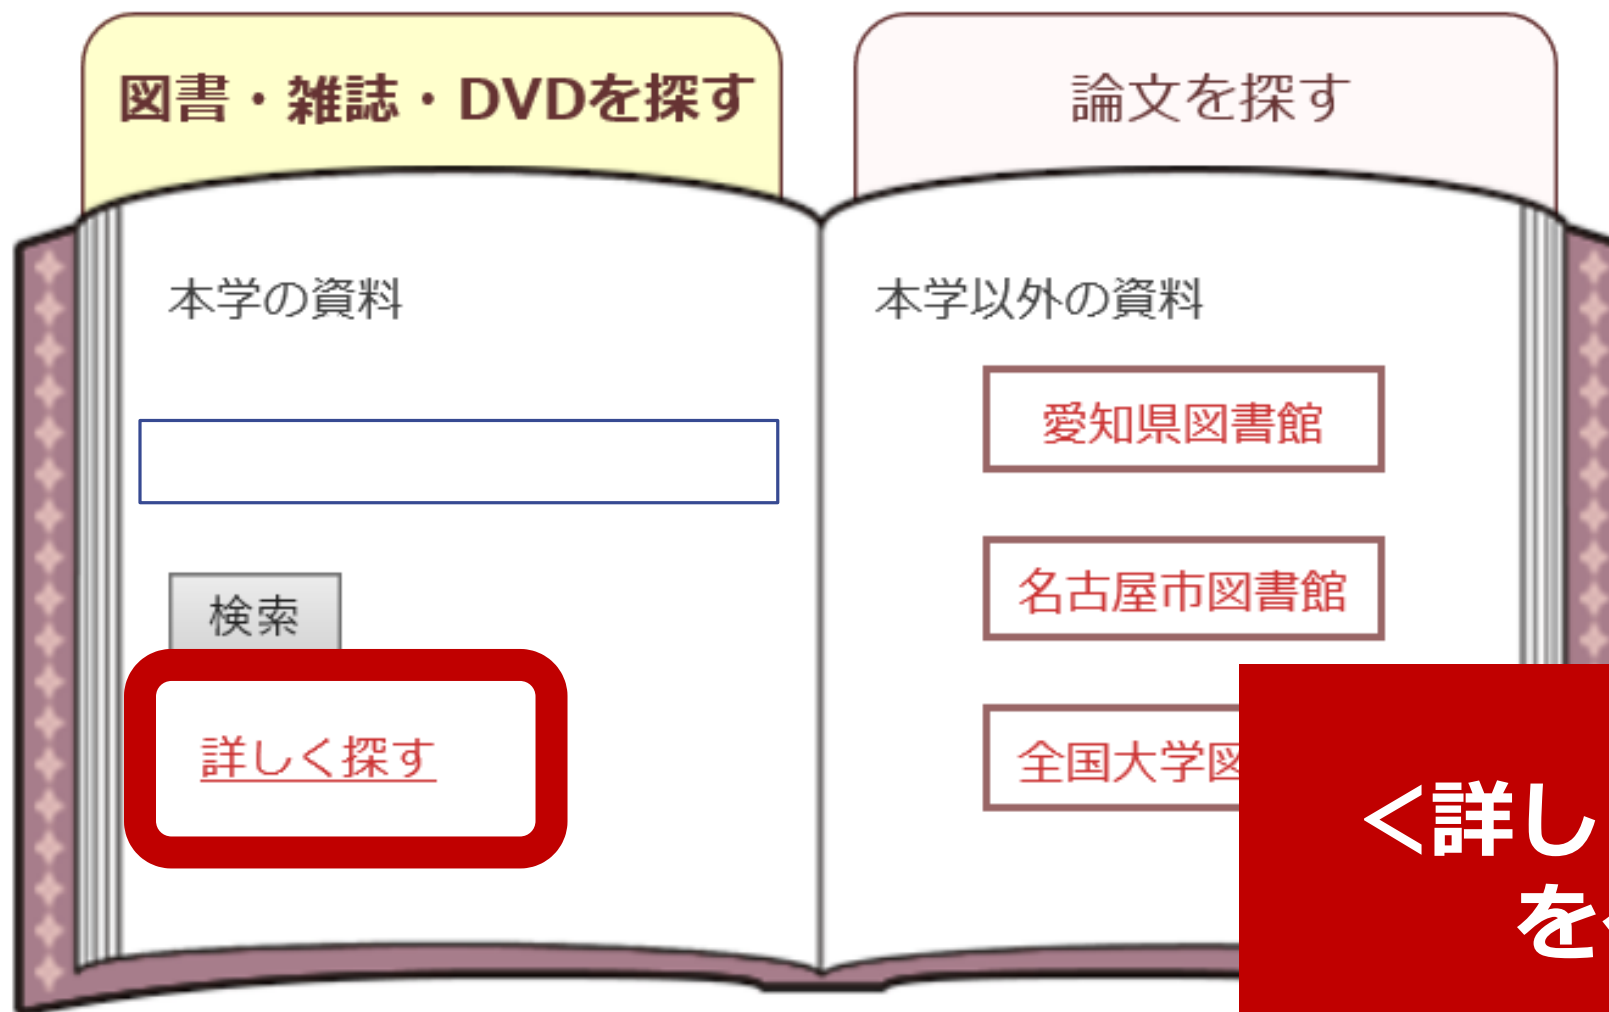 図書・雑誌・DVDを探す
論文を探す
本学の資料
検索
詳しく探す
本学以外の資料
愛知県図書館
名古屋市図書館
全国大学図
<詳し
を